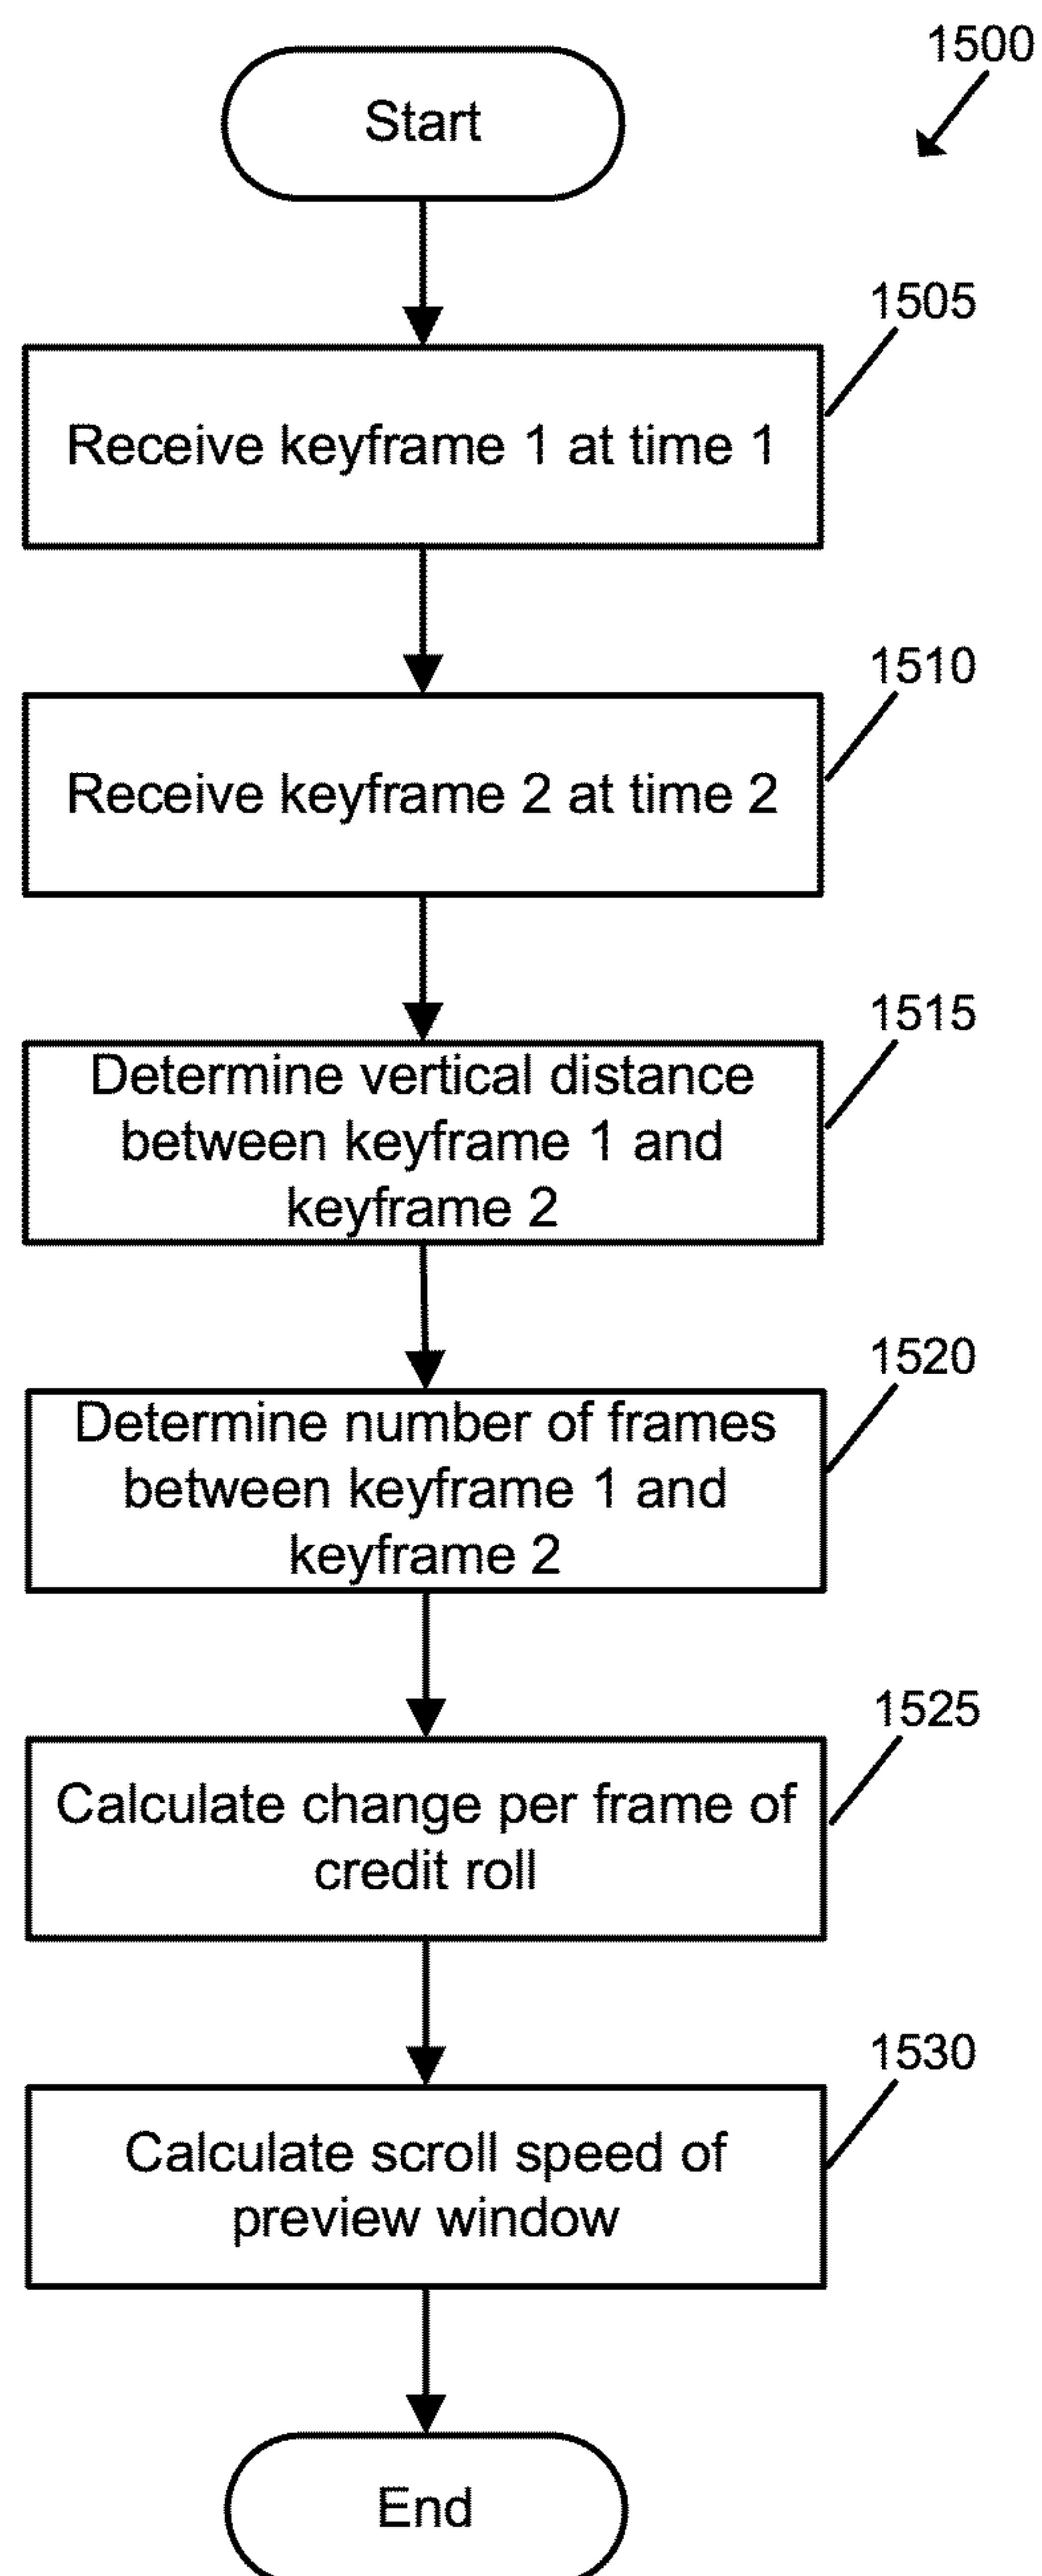 1500
Start
1505
Receive keyframe 1 at time 1
1510
Receive keyframe 2 at time 2
1515
Determine vertical distance
between keyframe 1 and
keyframe 2
1520
Determine number of frames
between keyframe 1 and
keyframe 2
1525
Calculate change per frame of
credit roll
1530
Calculate scroll speed of
preview window
End